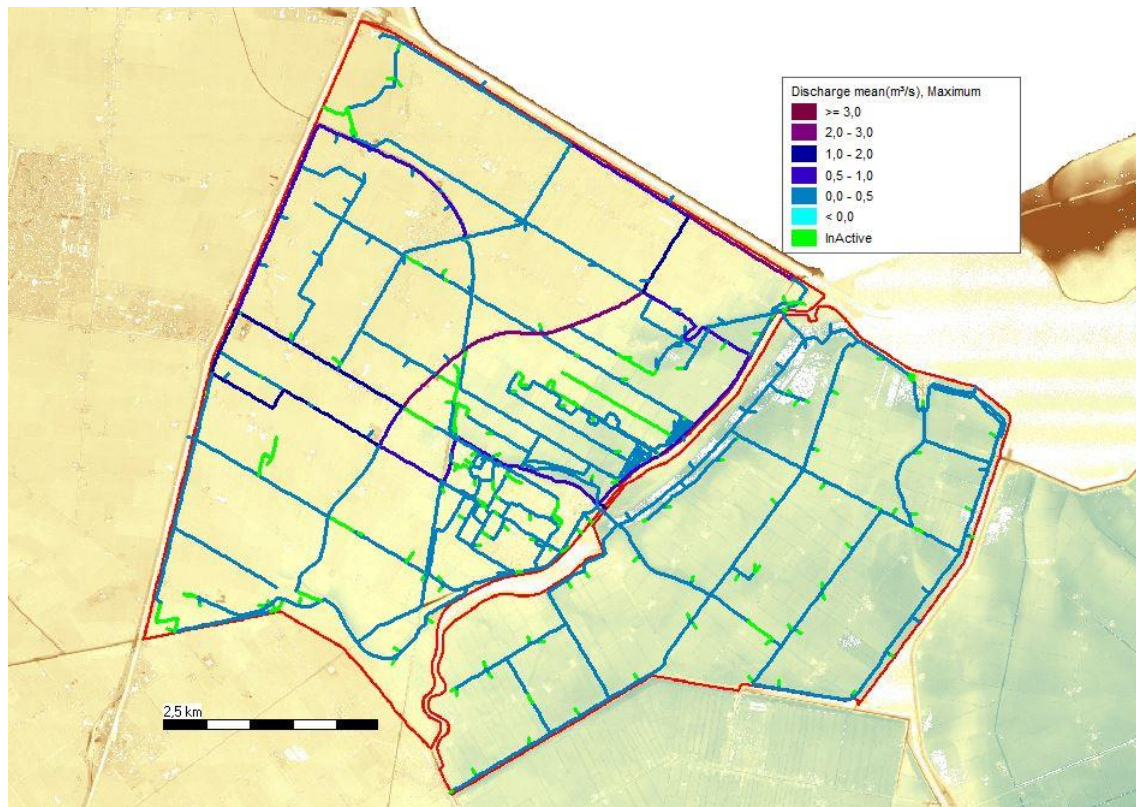 Discharge mean(m³/s), Maximum
>= 3,0
2,0 - 3,0
1,0 - 2,0
0,5 - 1,0
0,0 - 0,5
< 0,0
InActive
2,5 km